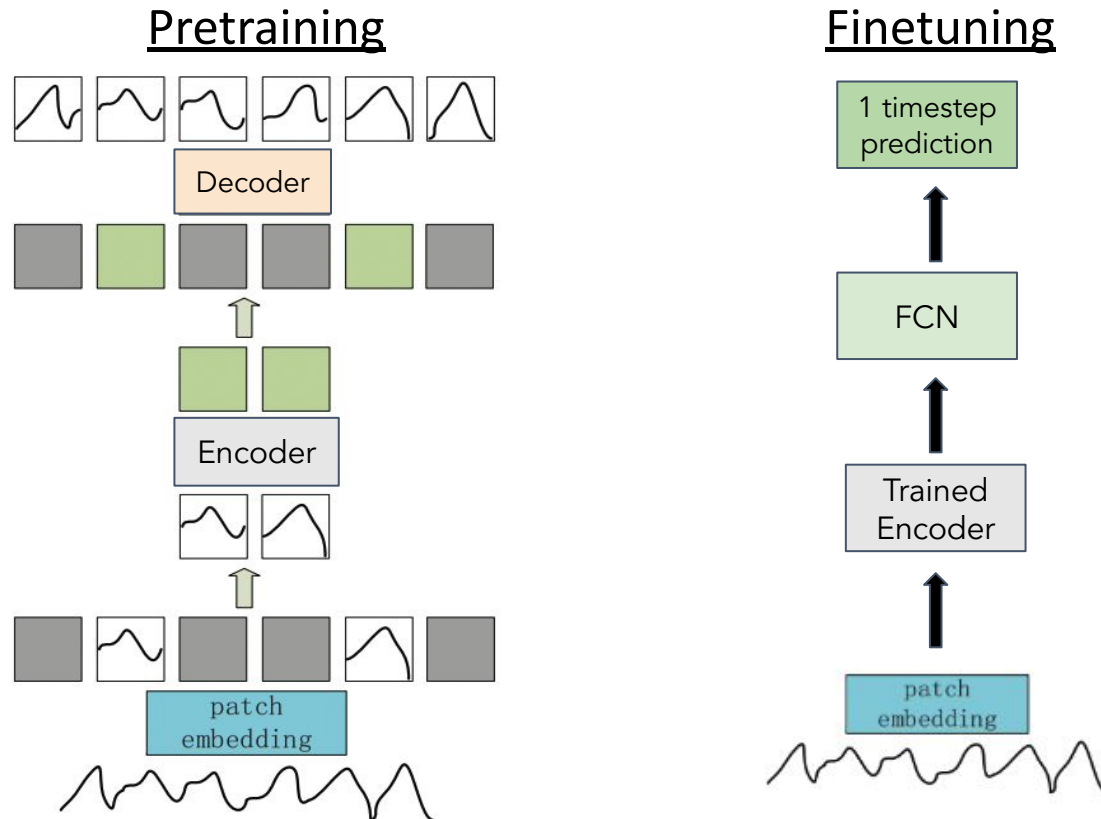 Pretraining
Decoder
Encoder
patch
embedding
Finetuning
1 timestep
prediction
FCN
Trained
Encoder
patch
embedding